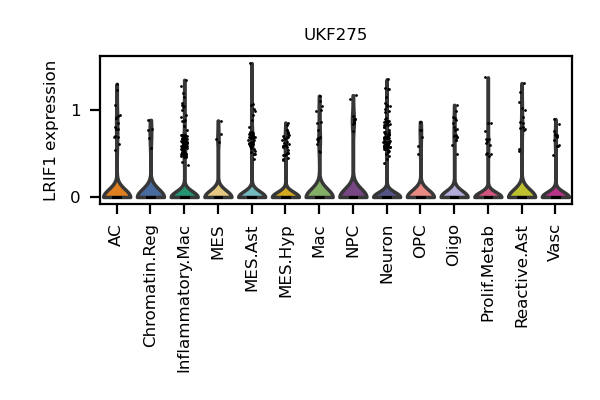 UKF275
LRIF1 expression
1
0
AC
Chromatin.Reg
Inflammatory.Mac
MES
MES.Ast
MES.Hyp
Mac
NPC
Neuron
OPC
Oligo
Prolif.Metab
Reactive.Ast
Vasc